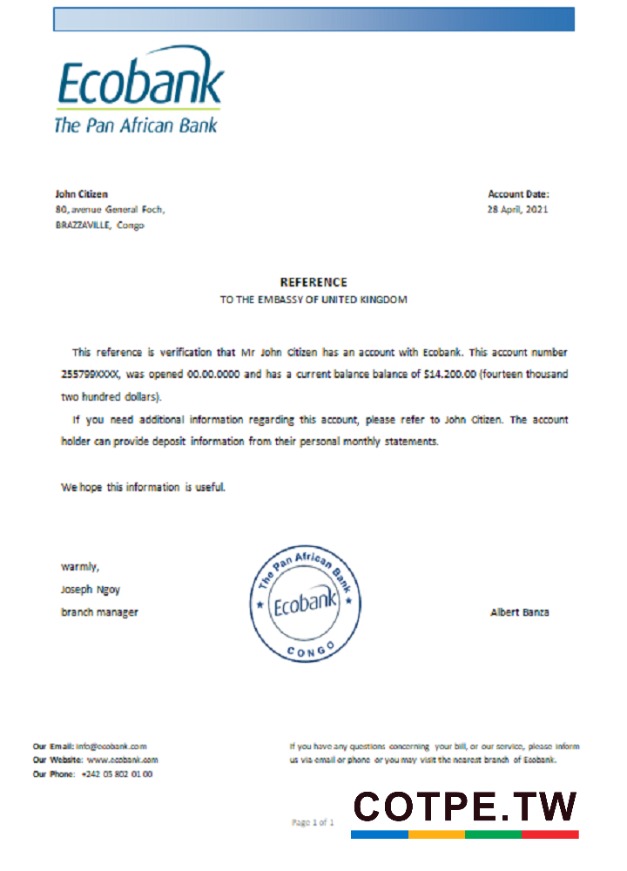 Ecobank
The Pan African Bank
John Citizen
80, avenue General Foch,
BRAZZAVILLE, Congo
Account Date:
28 April, 2021
REFERENCE
TO THE EMBASSY OF UNITED KINGDOM
This reference is verification that Mr John Citizen has an account with Ecobank. This account number
255799XXXX, was opened 00.00.0000 and has a current balance balance of $14.200.00 (fourteen thousand
two hundred dollars).
If you need additional information regarding this account, please refer to John Citizen. The account
holder can provide deposit information from their personal monthly statements.
We hope this information is useful.
warmly,
Joseph Ngoy
branch manager
The Pan African Bank
Ecobank
CONGO
Albert Banza
Our Email: info@ecobank.com
Our Website: www.ecobank.com
Our Phone: +242 05 802 01 00
If you have any questions concerning your bill, or our service, please inform
us via email or phone or you may visit the nearest branch of Ecobank.
COTPE.TW
Page 1 of 1